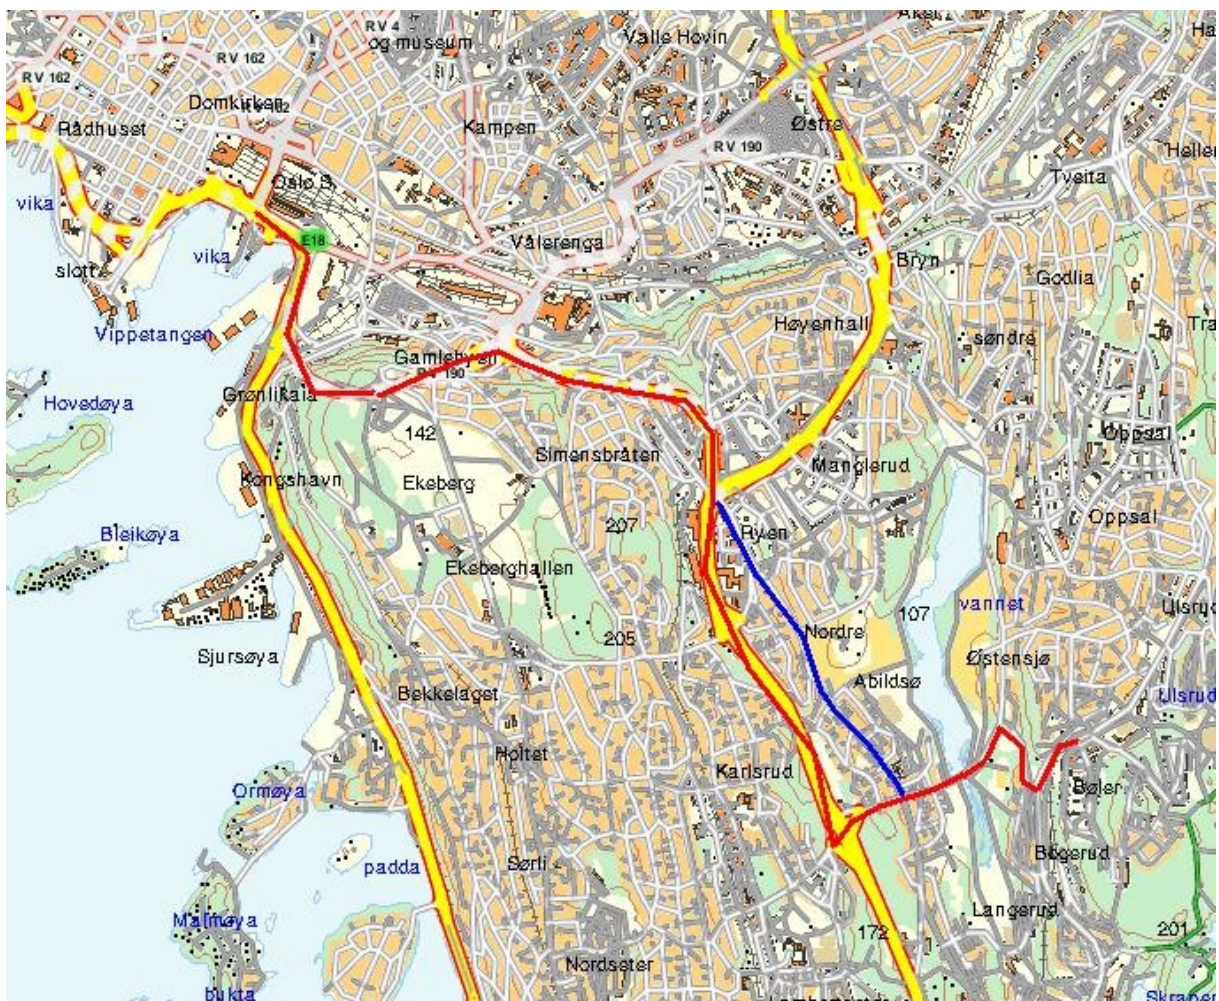 RV 4
Aker
Ha
og museum
Valle Hovin
RV 162
RV 162
Domkirken
Rådhuset
Kampen
Østre
RV 190
Heller
Oslo S
Tveita
vika
Vålerenga
E18
vika
slott
Bryn
Godlia
Vippetangen
Høyenhall
Tra
søndre
Gamlebyen
RV 190
Grønlikaia
Hovedøya
142
Simensbråten
Oppsal
Manglerud
Kongshavn
Ekeberg
Oppsal
207
Ryen
Bleikøya
Ekeberghallen
vannet
107
Ulsrud
205
Nordre
Sjursøya
Østensjø
Abildsø
Bekkelaget
Ulsrud
Holtet
Karlsrud
Ormøya
Bøler
Bogerud
padda
Sørli
Langerud
Malmøya
172
201
Nordseter
bukta